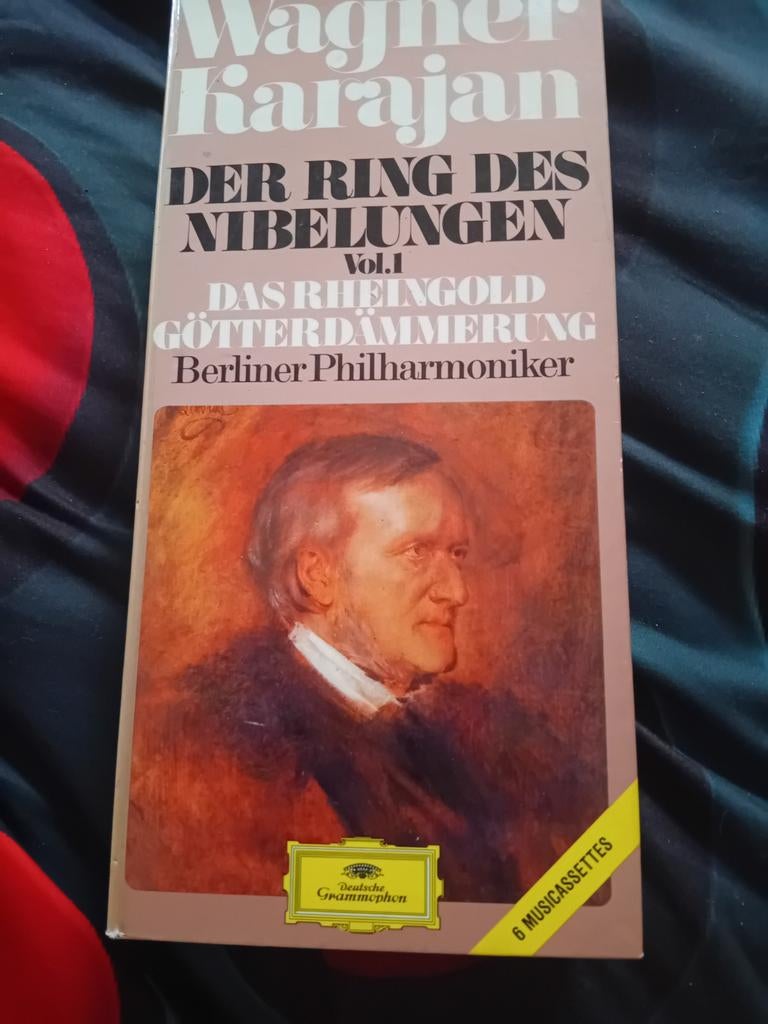 Wagner
Karajan
DER RING DES
NIBELUNGEN
Vol.1
DAS RHEINGOLD
GÖTTERDÄMMERUNG
Berliner Philharmoniker
Deutsche
Grammophon
6 MUSICASSETTES